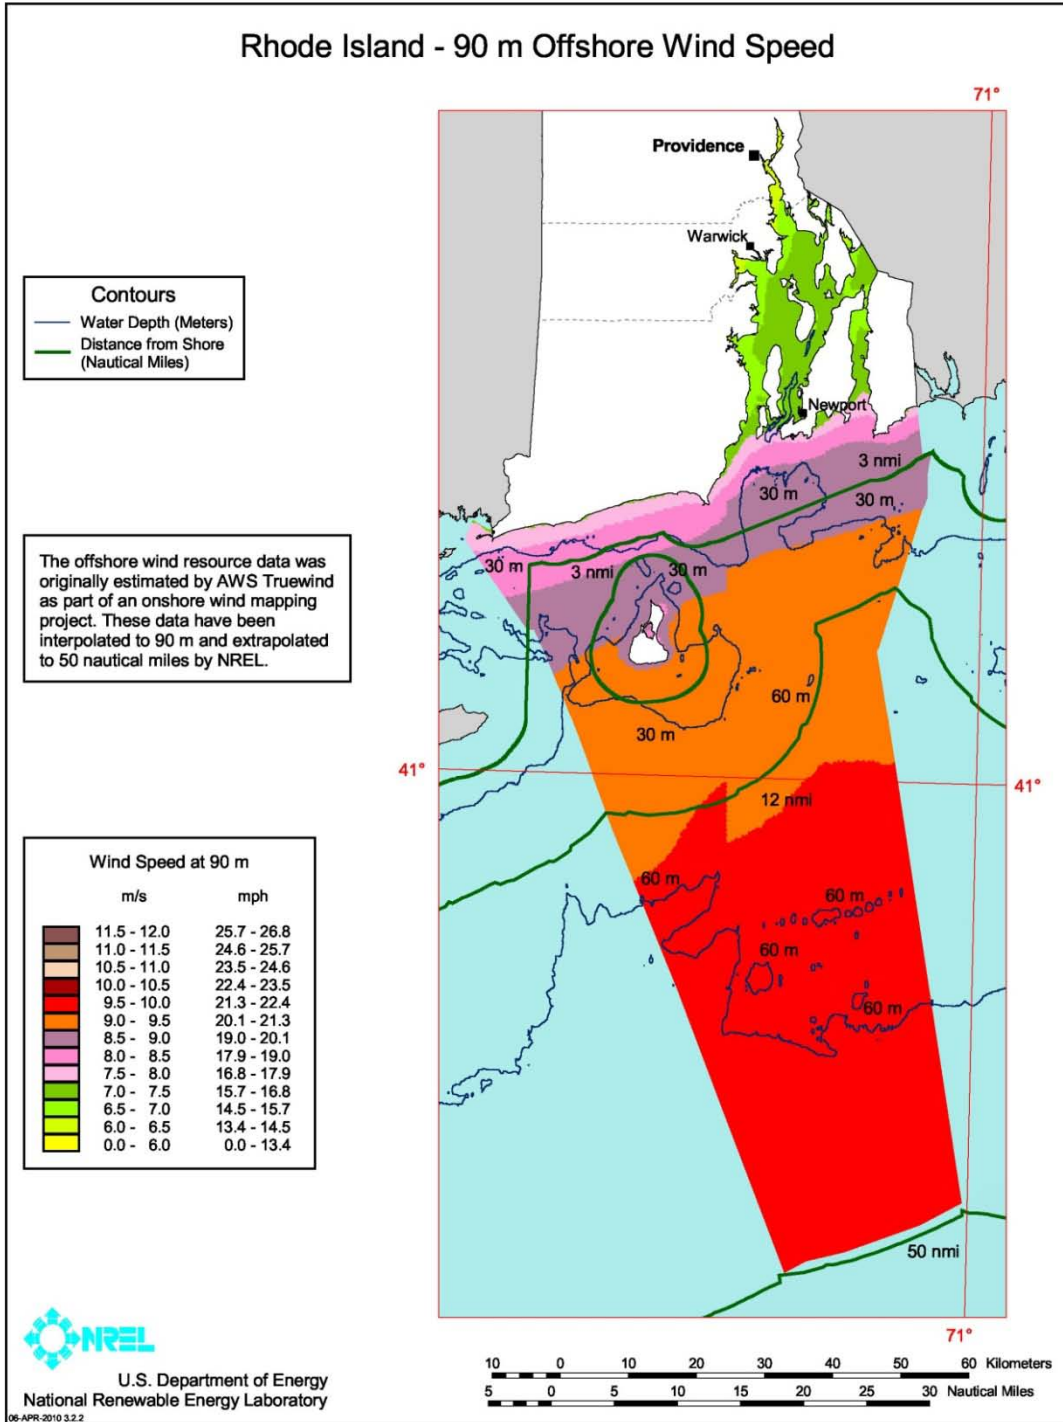 Rhode Island - 90 m Offshore Wind Speed
71°
Providence
Warwick
Newport
Contours
Water Depth (Meters)
Distance from Shore
(Nautical Miles)
3 nmi
30 m
30 m
30 m
3 nmi
30 m
The offshore wind resource data was
originally estimated by AWS Truewind
as part of an onshore wind mapping
project. These data have been
interpolated to 90 m and extrapolated
to 50 nautical miles by NREL.
60 m
30 m
41°
41°
12 nmi
Wind Speed at 90 m
m/s mph
11.5 - 12.0 25.7 - 26.8
11.0 - 11.5 24.6 - 25.7
10.5 - 11.0 23.5 - 24.6
10.0 - 10.5 22.4 - 23.5
9.5 - 10.0 21.3 - 22.4
9.0 - 9.5 20.1 - 21.3
8.5 - 9.0 19.0 - 20.1
8.0 - 8.5 17.9 - 19.0
7.5 - 8.0 16.8 - 17.9
7.0 - 7.5 15.7 - 16.8
6.5 - 7.0 14.5 - 15.7
6.0 - 6.5 13.4 - 14.5
0.0 - 6.0 0.0 - 13.4
60 m
60 m
60 m
60 m
50 nmi
71°
NREL
U.S. Department of Energy
National Renewable Energy Laboratory
10 0 10 20 30 40 50 60 Kilometers
5 0 5 10 15 20 25 30 Nautical Miles
06-APR-2010 3.2.2